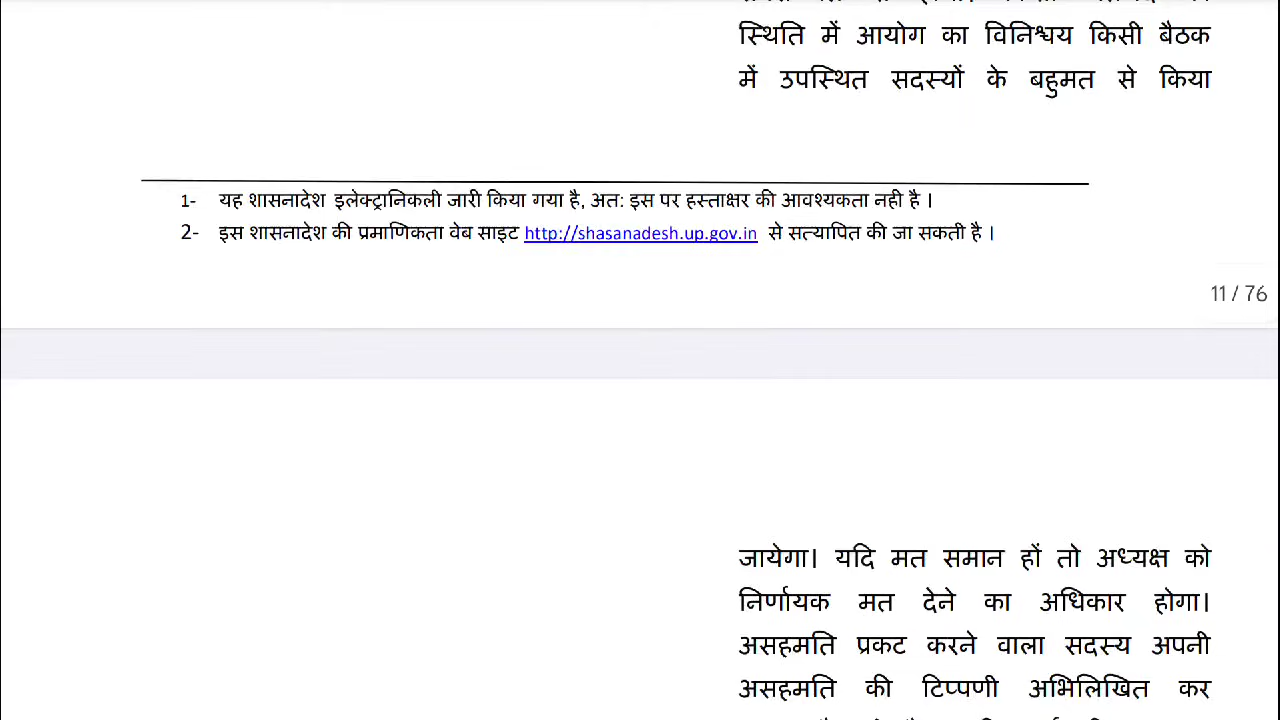 स्थिति में आयोग का विनिश्चय किसी बैठक
में उपस्थित सदस्यों के बहुमत से किया
1- यह शासनादेश इलेक्ट्रानिकली जारी किया गया है, अत: इस पर हस्ताक्षर की आवश्यकता नही है ।
2- इस शासनादेश की प्रमाणिकता वेब साइट http://shasanadesh.up.gov.in से सत्यापित की जा सकती है ।
11 / 76
जायेगा। यदि मत समान हों तो अध्यक्ष को
निर्णायक मत देने का अधिकार होगा।
असहमति प्रकट करने वाला सदस्य अपनी
असहमति की टिप्पणी अभिलिखित कर